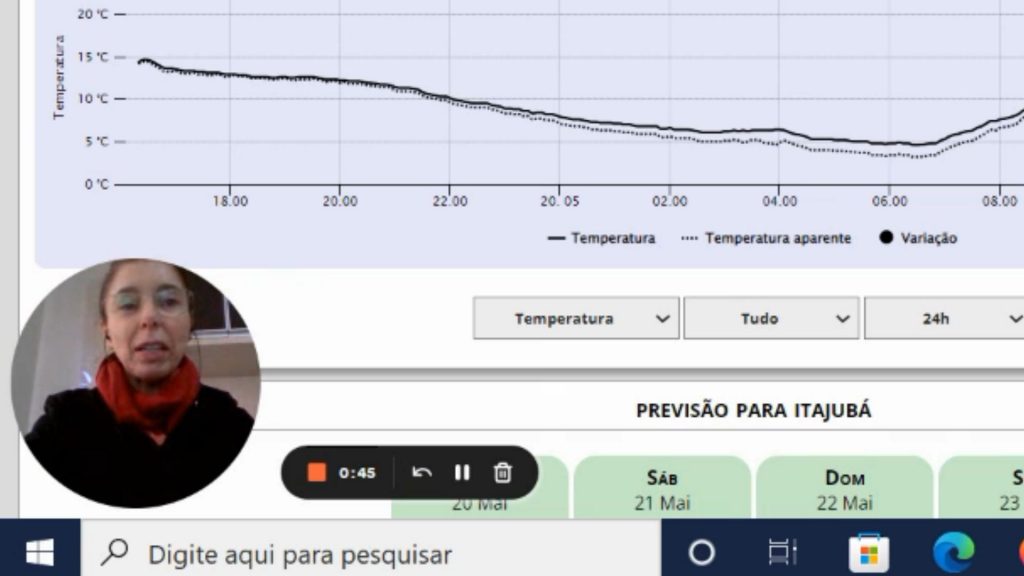 20 °C
15 °C
10 °C
5 °C
0 °C
Temperatura
18.00 20.00 22.00 20. 05 02.00 04.00 06.00 08.00
Temperatura Temperatura aparente Variação
Temperatura Tudo 24h
PREVISÃO PARA ITAJUBÁ
SÁB DOM S
20 Mai 21 Mai 22 Mai 23
0:45
Digite aqui para pesquisar